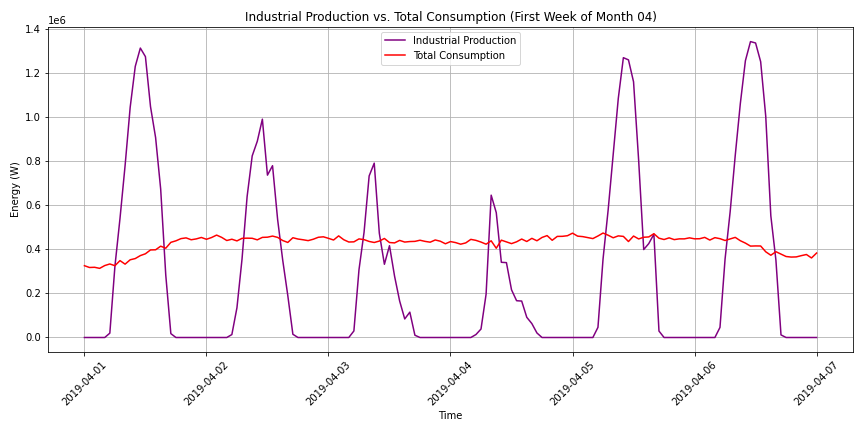 Industrial Production vs. Total Consumption (First Week of Month 04)
1e6
Industrial Production
Total Consumption
1.4
1.2
1.0
0.8
0.6
0.4
0.2
0.0
Energy (W)
2019-04-01
2019-04-02
2019-04-03
2019-04-04
2019-04-05
2019-04-06
2019-04-07
Time